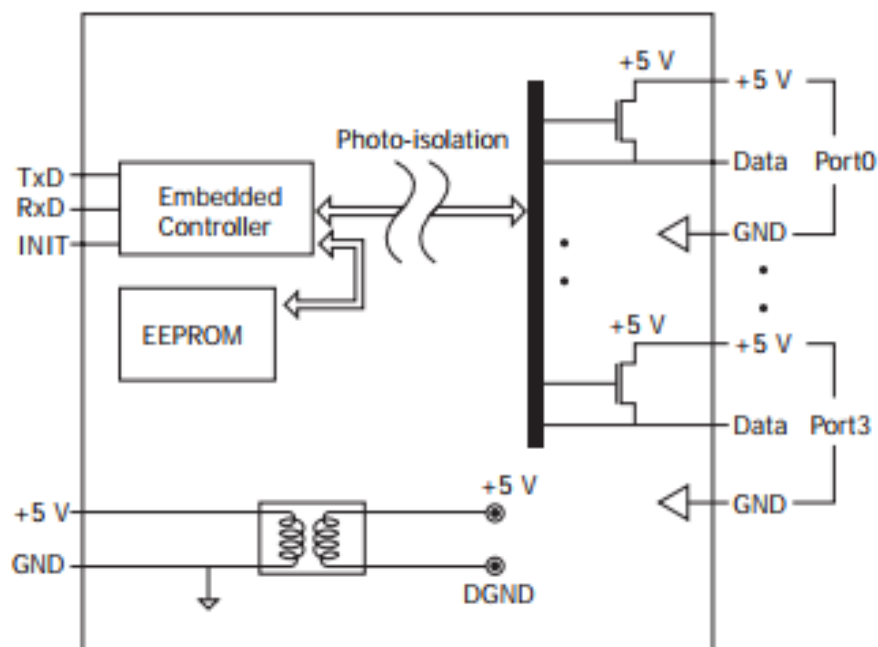 +5 V
+5 V
Photo-isolation
Data
Port0
TxD
RxD
INIT
Embedded
Controller
GND
EEPROM
+5 V
+5 V
Data
Port3
+5 V
+5 V
GND
GND
DGND